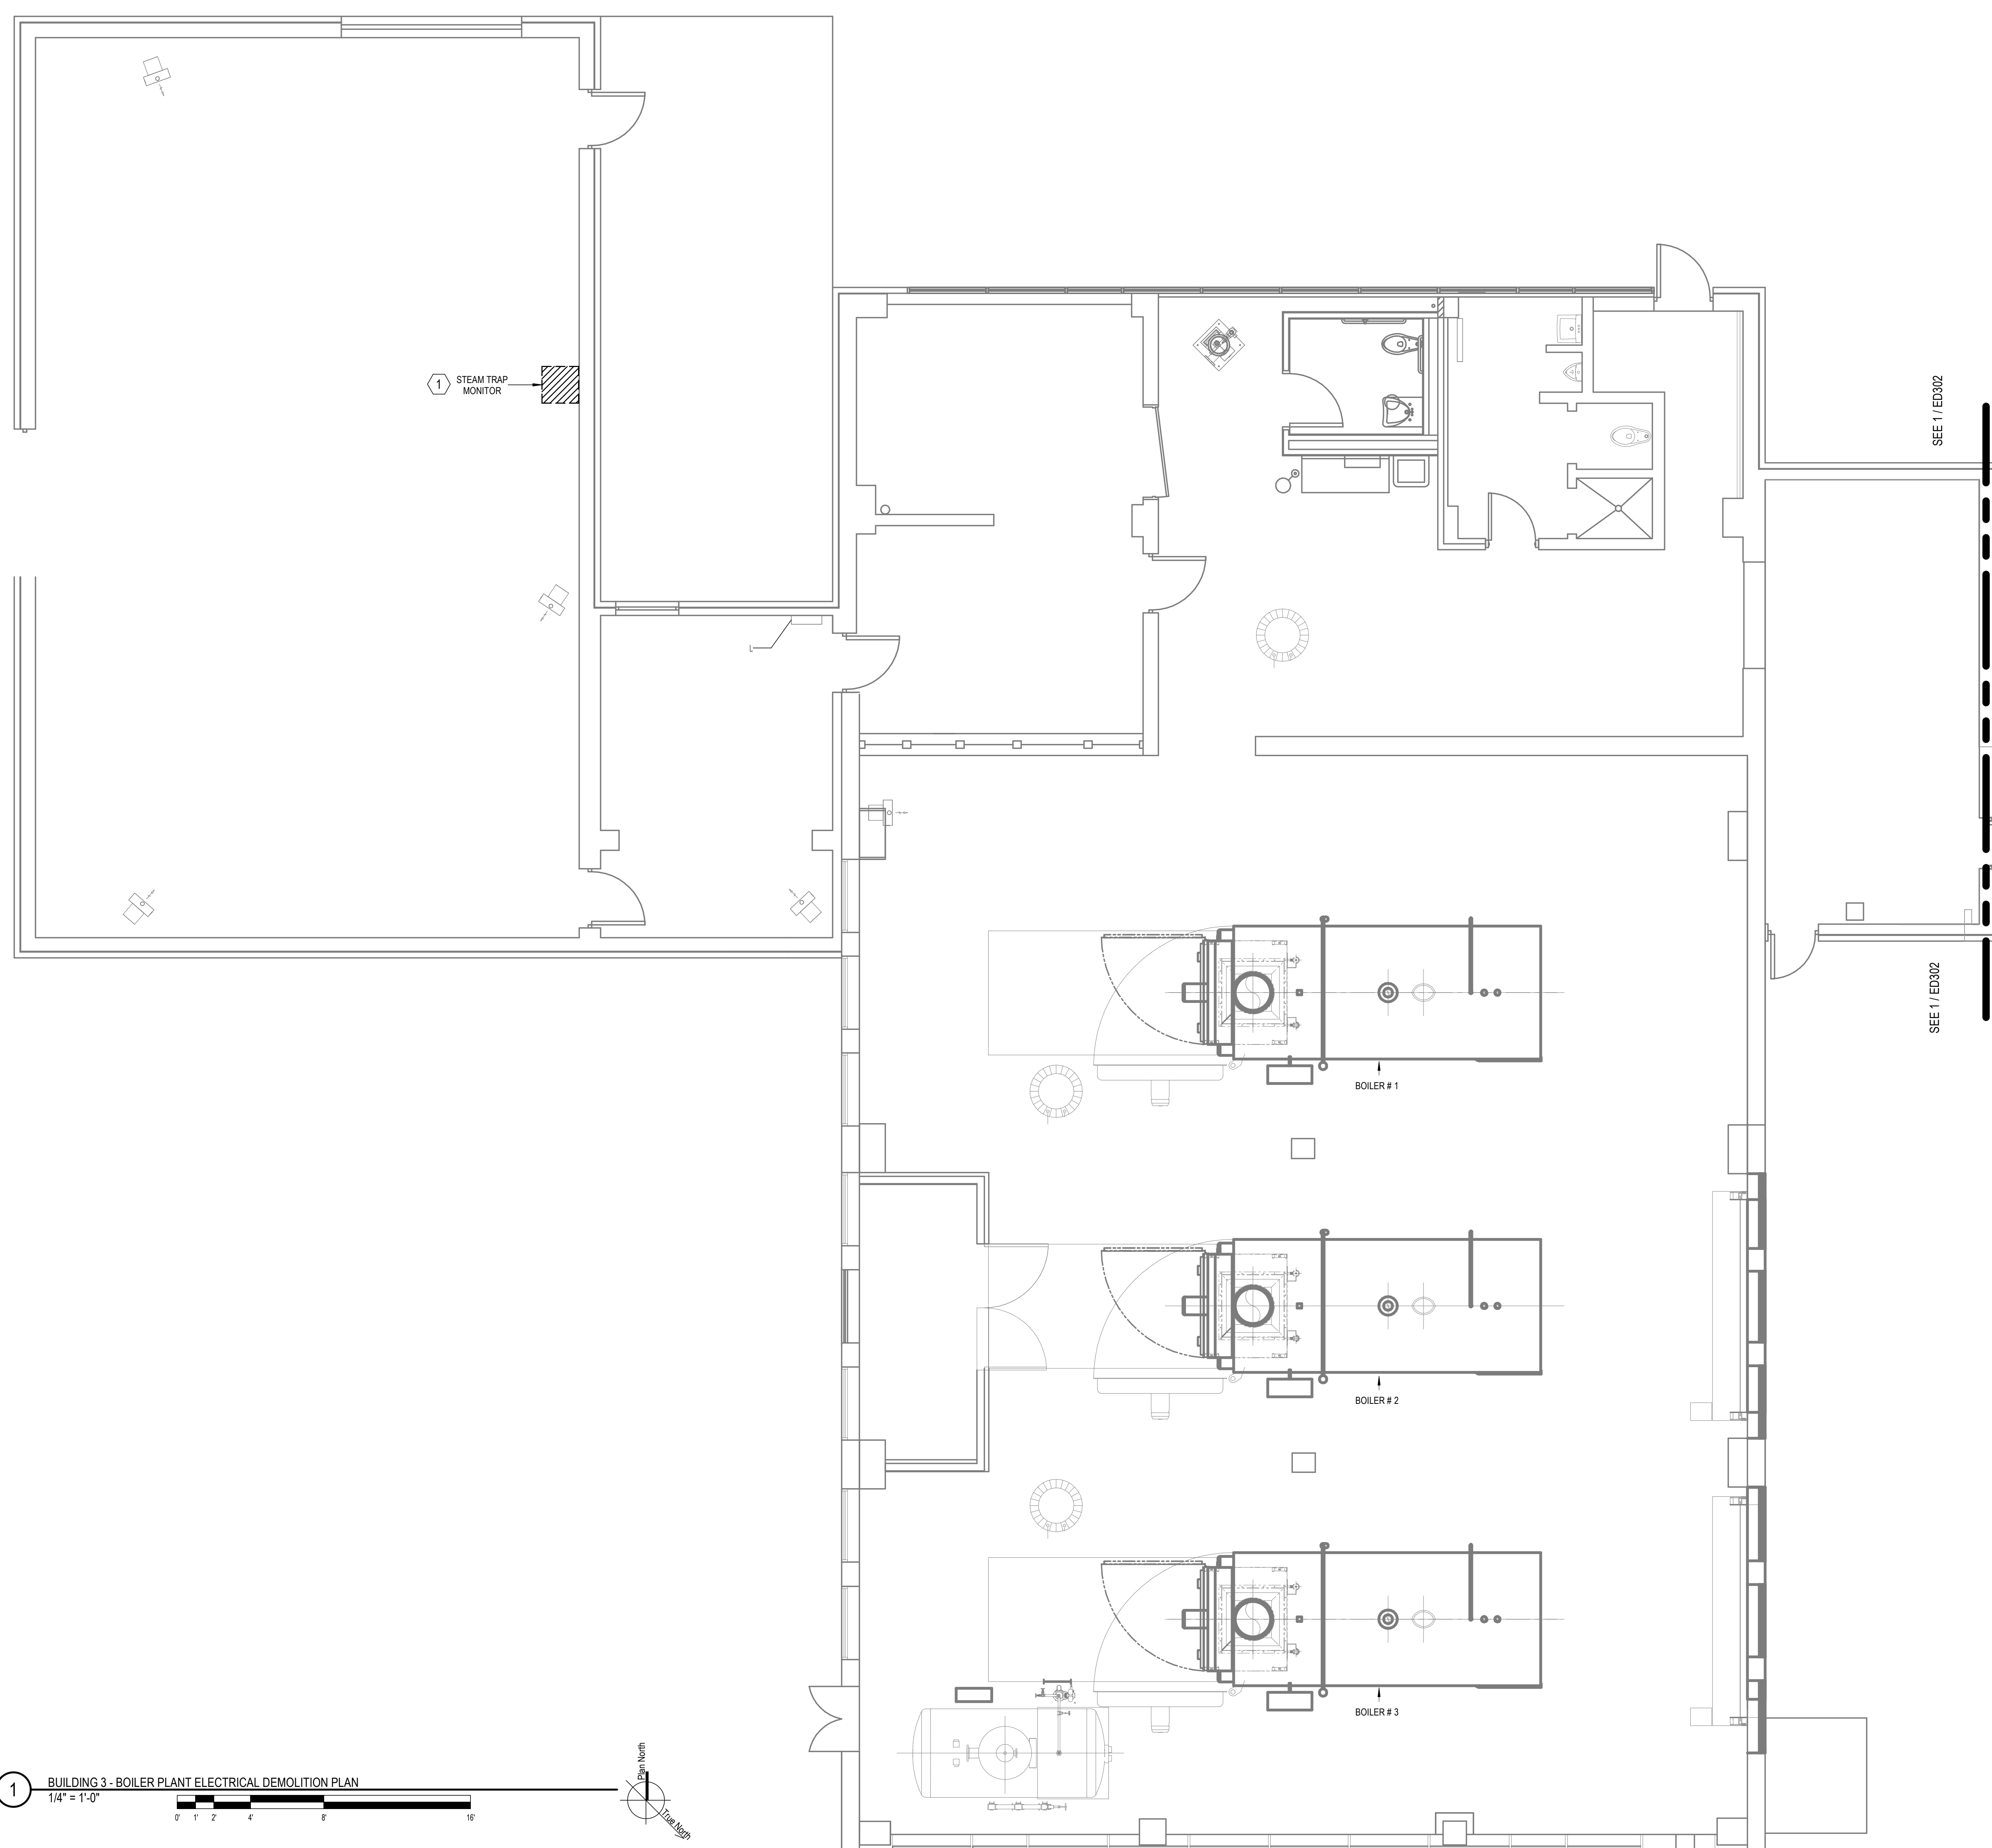 1
STEAM TRAP
MONITOR
SEE 1 / ED302
L
SEE 1 / ED302
BOILER # 1
BOILER # 2
BOILER # 3
1
BUILDING 3 - BOILER PLANT ELECTRICAL DEMOLITION PLAN
1/4" = 1'-0"
0' 1' 2' 4' 8' 16'
Plan North
True North